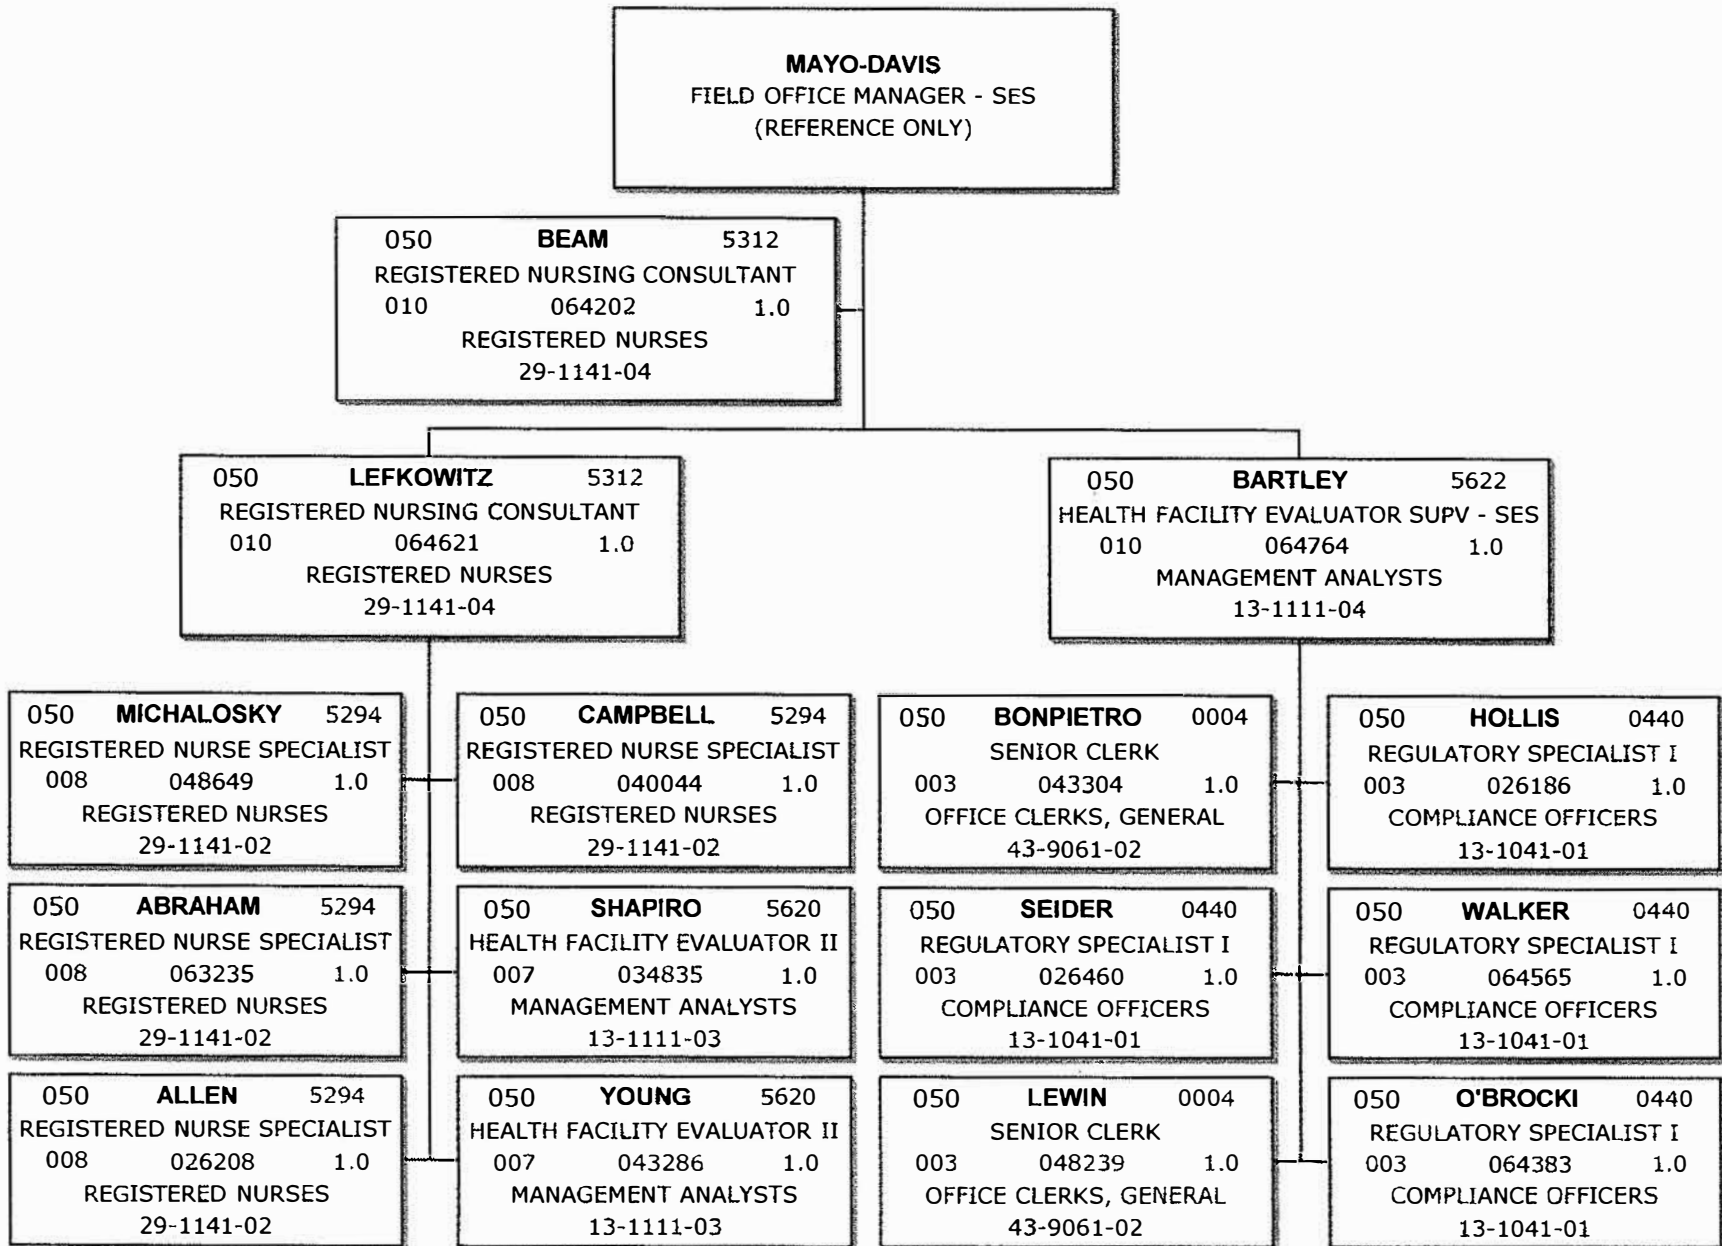 MAYO-DAVIS
FIELD OFFICE MANAGER - SES
(REFERENCE ONLY)
050 BEAM 5312
REGISTERED NURSING CONSULTANT
010 064202 1.0
REGISTERED NURSES
29-1141-04
050 LEFKOWITZ 5312
REGISTERED NURSING CONSULTANT
010 064621 1.0
REGISTERED NURSES
29-1141-04
050 BARTLEY 5622
HEALTH FACILITY EVALUATOR SUPV - SES
010 064764 1.0
MANAGEMENT ANALYSTS
13-1111-04
050 MICHALOSKY 5294
REGISTERED NURSE SPECIALIST
008 048649 1.0
REGISTERED NURSES
29-1141-02
050 CAMPBELL 5294
REGISTERED NURSE SPECIALIST
008 040044 1.0
REGISTERED NURSES
29-1141-02
050 BONPIETRO 0004
SENIOR CLERK
003 043304 1.0
OFFICE CLERKS, GENERAL
43-9061-02
050 HOLLIS 0440
REGULATORY SPECIALIST I
003 026186 1.0
COMPLIANCE OFFICERS
13-1041-01
050 ABRAHAM 5294
REGISTERED NURSE SPECIALIST
008 063235 1.0
REGISTERED NURSES
29-1141-02
050 SHAPIRO 5620
HEALTH FACILITY EVALUATOR II
007 034835 1.0
MANAGEMENT ANALYSTS
13-1111-03
050 SEIDER 0440
REGULATORY SPECIALIST I
003 026460 1.0
COMPLIANCE OFFICERS
13-1041-01
050 WALKER 0440
REGULATORY SPECIALIST I
003 064565 1.0
COMPLIANCE OFFICERS
13-1041-01
050 ALLEN 5294
REGISTERED NURSE SPECIALIST
008 026208 1.0
REGISTERED NURSES
29-1141-02
050 YOUNG 5620
HEALTH FACILITY EVALUATOR II
007 043286 1.0
MANAGEMENT ANALYSTS
13-1111-03
050 LEWIN 0004
SENIOR CLERK
003 048239 1.0
OFFICE CLERKS, GENERAL
43-9061-02
050 O'BROCKI 0440
REGULATORY SPECIALIST I
003 064383 1.0
COMPLIANCE OFFICERS
13-1041-01